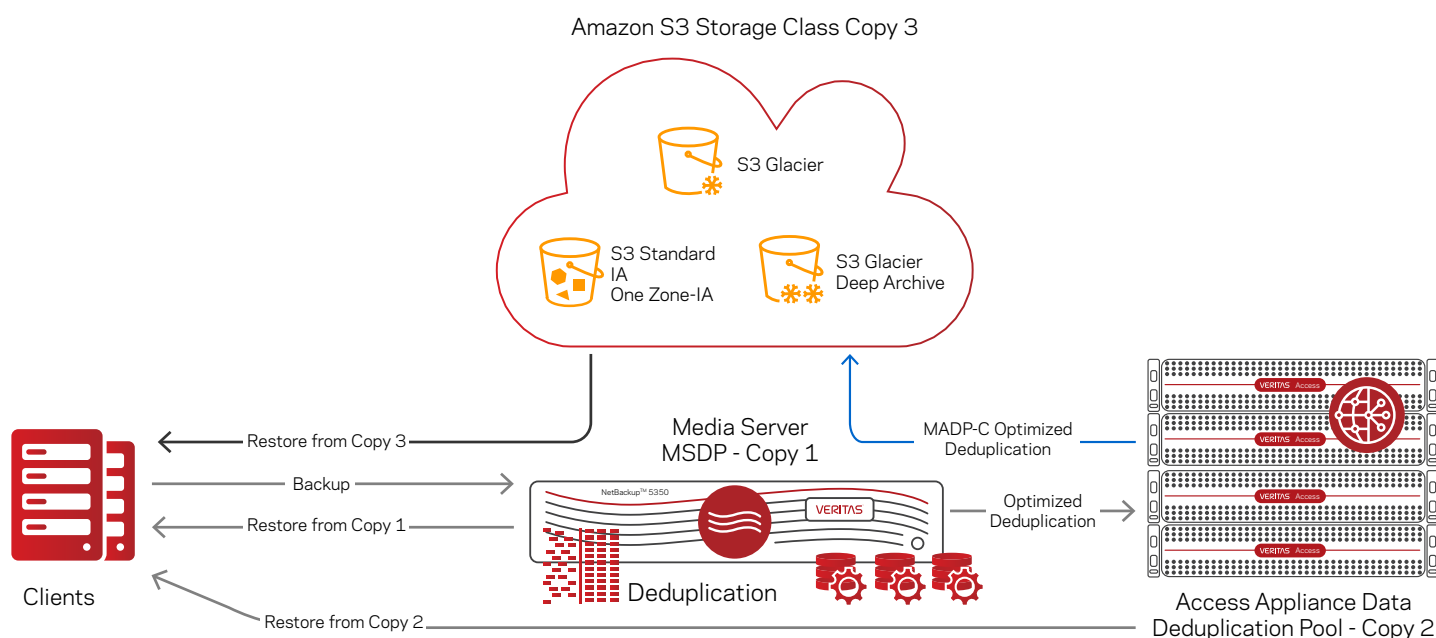 Amazon S3 Storage Class Copy 3
S3 Glacier
S3 Standard
IA
One Zone-IA
S3 Glacier
Deep Archive
Restore from Copy 3
Media Server
MSDP - Copy 1
MADP-C Optimized
Deduplication
VERITAS Access
VERITAS Access
Backup
NetBackup™ 5350
VERITAS
Optimized
Deduplication
VERITAS Access
Restore from Copy 1
VERITAS Access
Clients
Deduplication
Restore from Copy 2
Access Appliance Data
Deduplication Pool - Copy 2